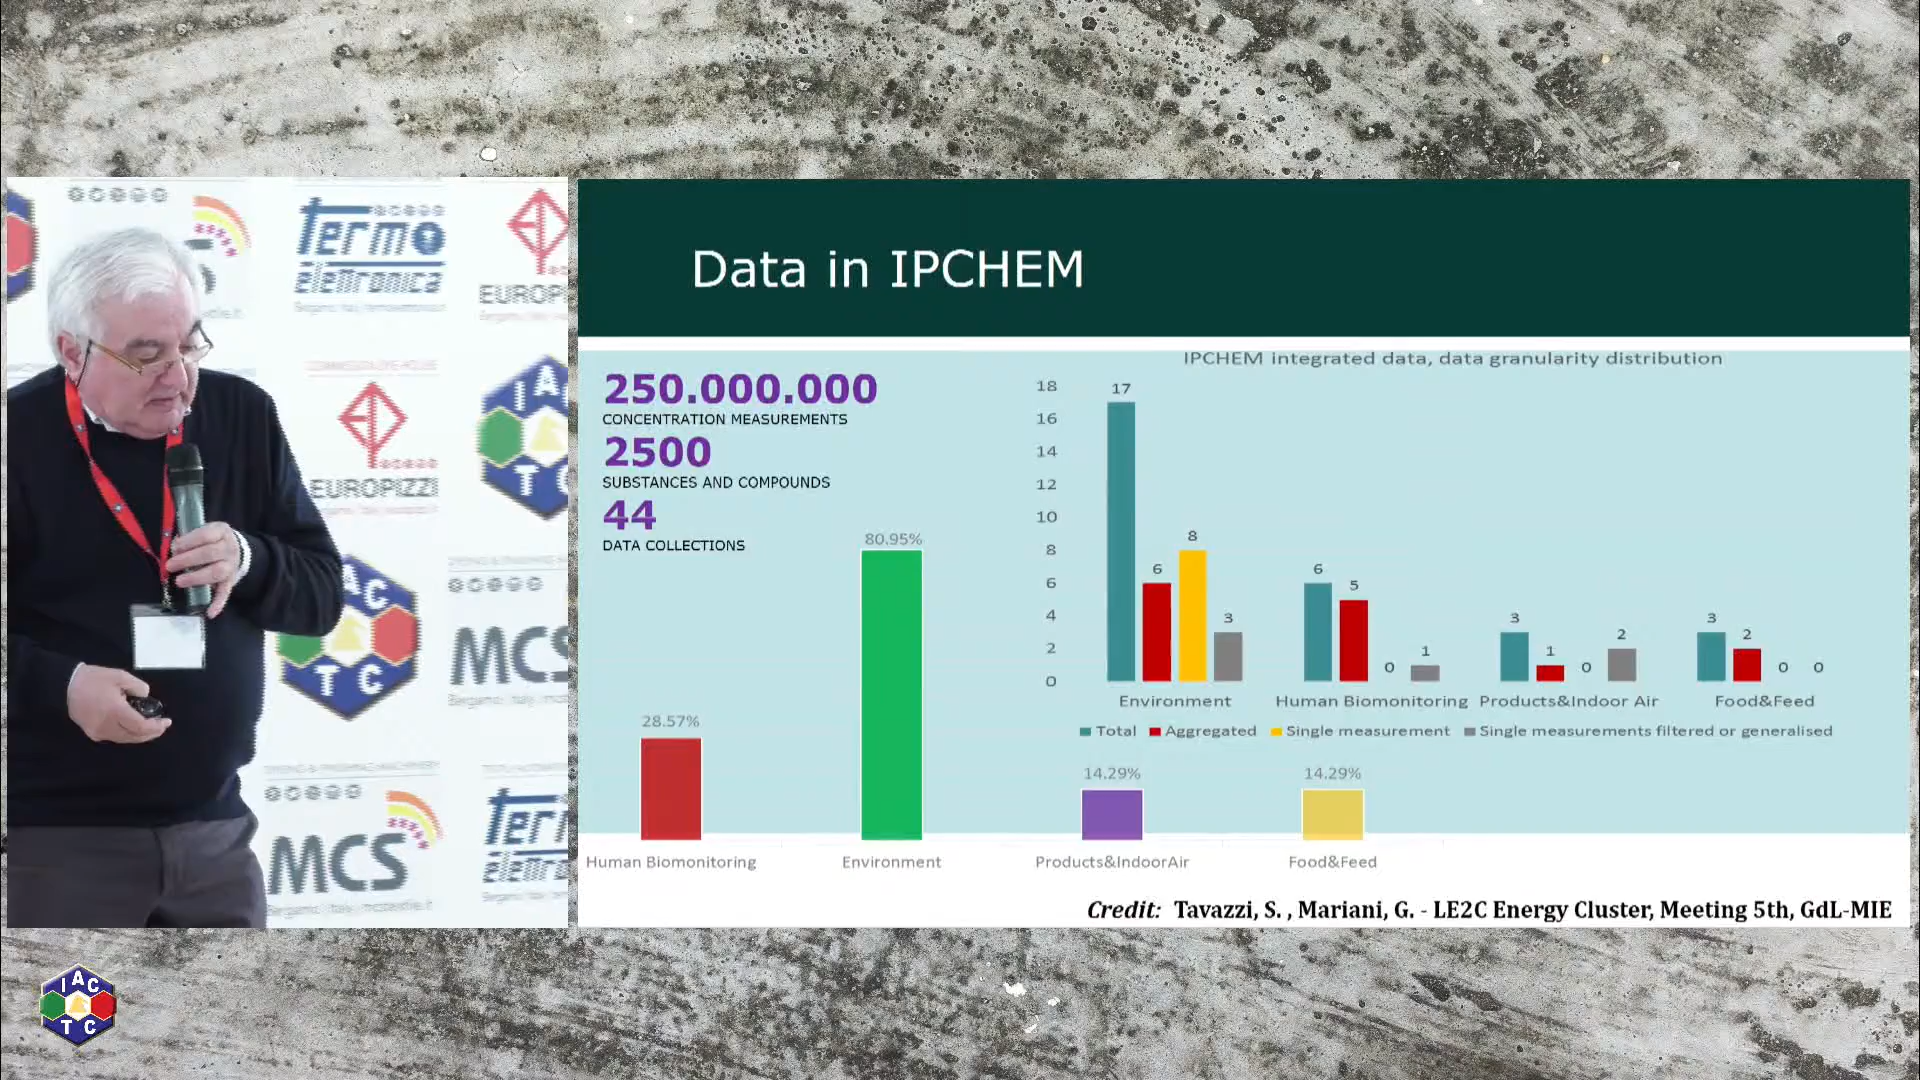 Termo
elettronica
EUROPIZZI
IAC
TC
MCS
Data in IPCHEM
250.000.000
CONCENTRATION MEASUREMENTS
2500
SUBSTANCES AND COMPOUNDS
44
DATA COLLECTIONS
IPCHEM integrated data, data granularity distribution
18
16
14
12
10
8
6
4
2
0
17 6 8 3
6 5 0 1
3 1 0 2
3 2 0 0
Environment Human Biomonitoring Products&Indoor Air Food&Feed
Total Aggregated Single measurement Single measurements filtered or generalised
28.57% 80.95% 14.29% 14.29%
Human Biomonitoring Environment Products&IndoorAir Food&Feed
Credit: Tavazzi, S. , Mariani, G. - LE2C Energy Cluster, Meeting 5th, GdL-MIE
IAC
TC